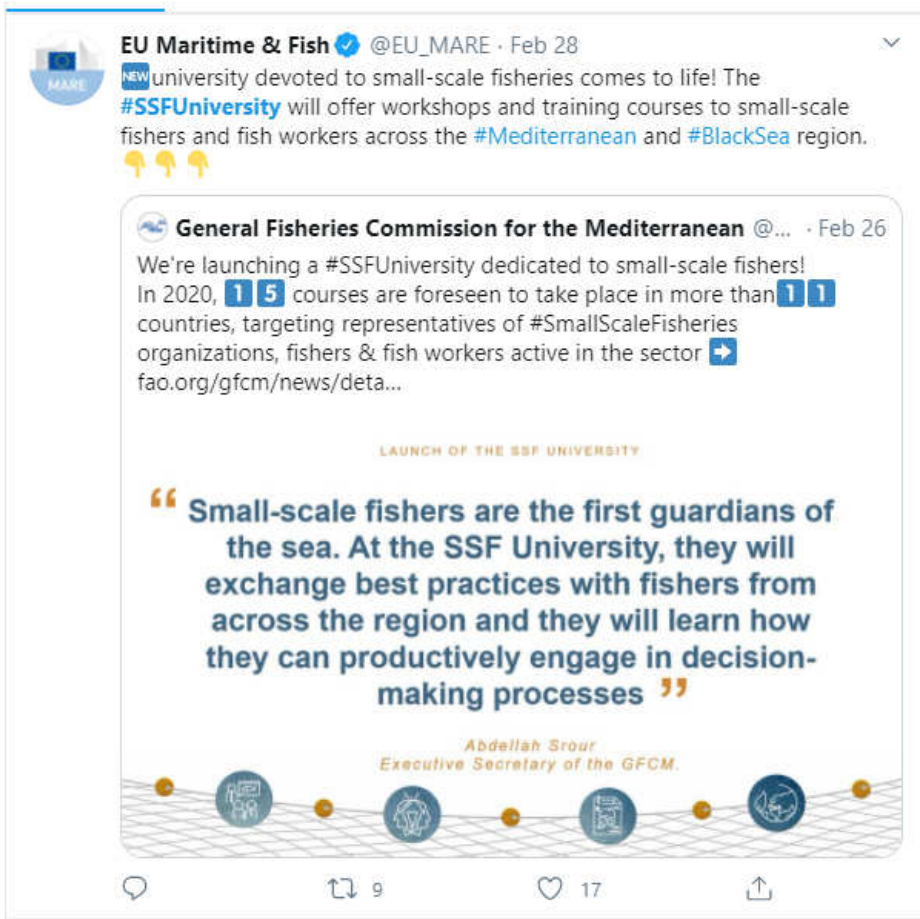 EU Maritime & Fish @EU_MARE · Feb 28
MARE
NEW university devoted to small-scale fisheries comes to life! The
#SSFUniversity will offer workshops and training courses to small-scale
fishers and fish workers across the #Mediterranean and #BlackSea region.
👇👇👇
General Fisheries Commission for the Mediterranean @... · Feb 26
We're launching a #SSFUniversity dedicated to small-scale fishers!
In 2020, 1 5 courses are foreseen to take place in more than 1 1
countries, targeting representatives of #SmallScaleFisheries
organizations, fishers & fish workers active in the sector ➡
fao.org/gfcm/news/deta...
LAUNCH OF THE SSF UNIVERSITY
“ Small-scale fishers are the first guardians of
the sea. At the SSF University, they will
exchange best practices with fishers from
across the region and they will learn how
they can productively engage in decision-
making processes ”
Abdellah Srour
Executive Secretary of the GFCM.
9
17